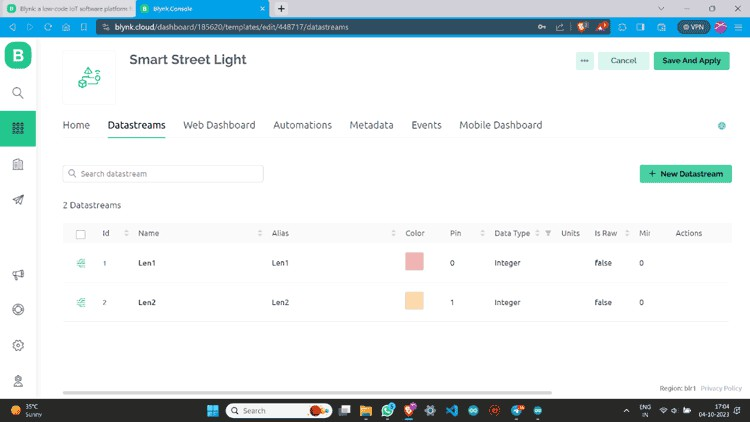 Blynk: a low-code IoT software platform
Blynk.Console
blynk.cloud/dashboard/185620/templates/edit/448717/datastreams
VPN
B
Smart Street Light
Cancel
Save And Apply
Home Datastreams Web Dashboard Automations Metadata Events Mobile Dashboard
Search datastream
+ New Datastream
2 Datastreams
Id Name Alias Color Pin Data Type Units Is Raw Mir Actions
1 Len1 Len1 0 Integer false 0
2 Len2 Len2 1 Integer false 0
Region: blr1 Privacy Policy
35°C
Sunny
Search
ENG
IN
17:04
04-10-2023